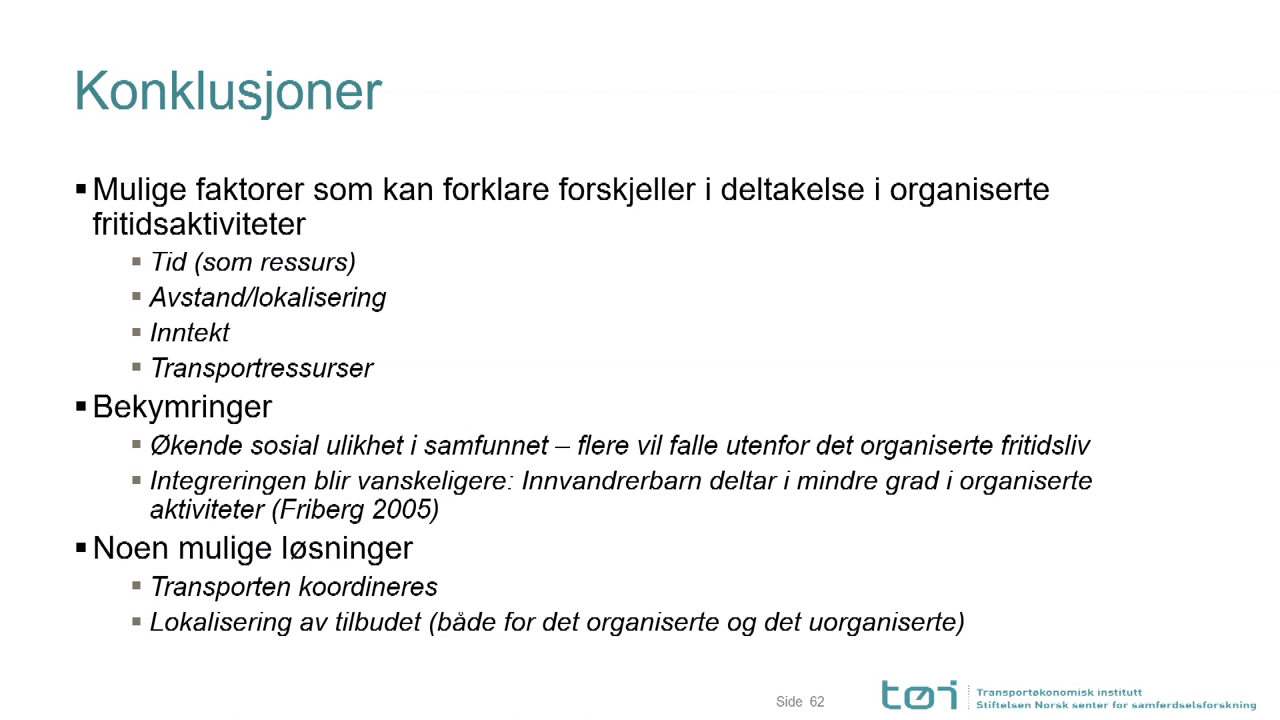 Konklusjoner
▪ Mulige faktorer som kan forklare forskjeller i deltakelse i organiserte
fritidsaktiviteter
▪ Tid (som ressurs)
▪ Avstand/lokalisering
▪ Inntekt
▪ Transportressurser
▪ Bekymringer
▪ Økende sosial ulikhet i samfunnet – flere vil falle utenfor det organiserte fritidsliv
▪ Integreringen blir vanskeligere: Innvandrerbarn deltar i mindre grad i organiserte
aktiviteter (Friberg 2005)
▪ Noen mulige løsninger
▪ Transporten koordineres
▪ Lokalisering av tilbudet (både for det organiserte og det uorganiserte)
Side 62
tøi
Transportøkonomisk institutt
Stiftelsen Norsk senter for samferdselsforskning